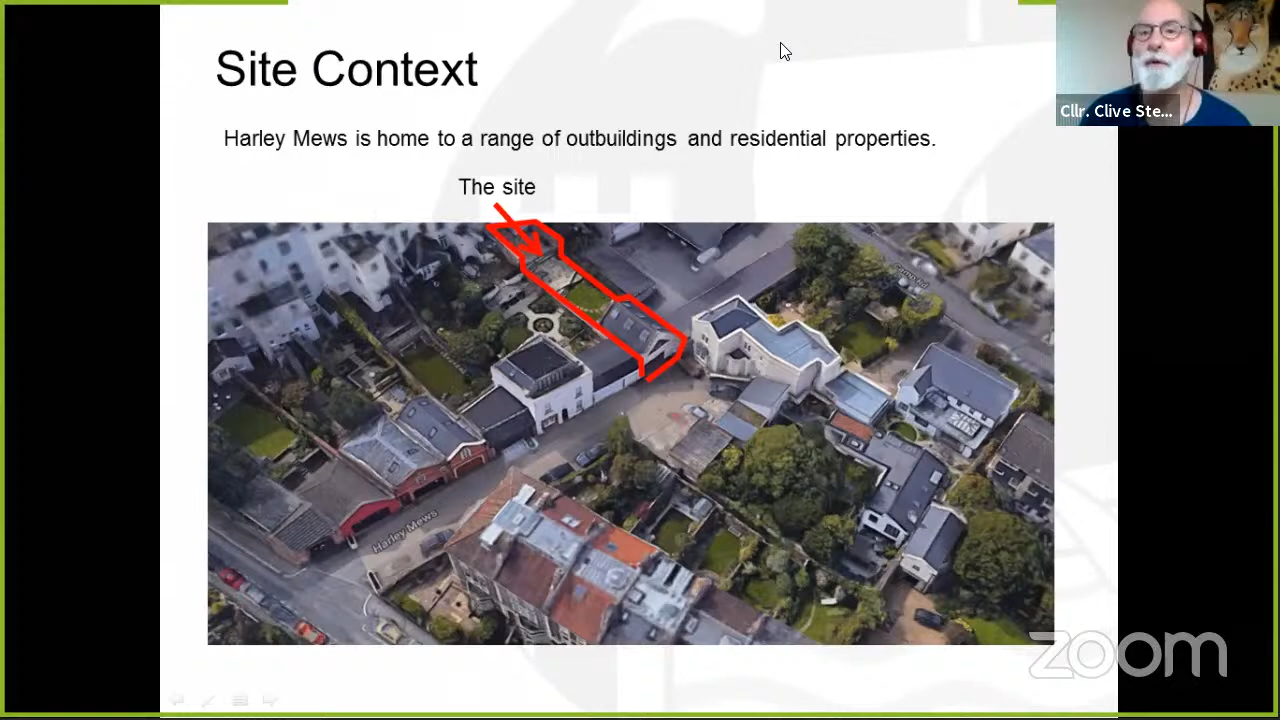 Site Context
Cllr. Clive Ste...
Harley Mews is home to a range of outbuildings and residential properties.
The site
Harley Mews
zoom